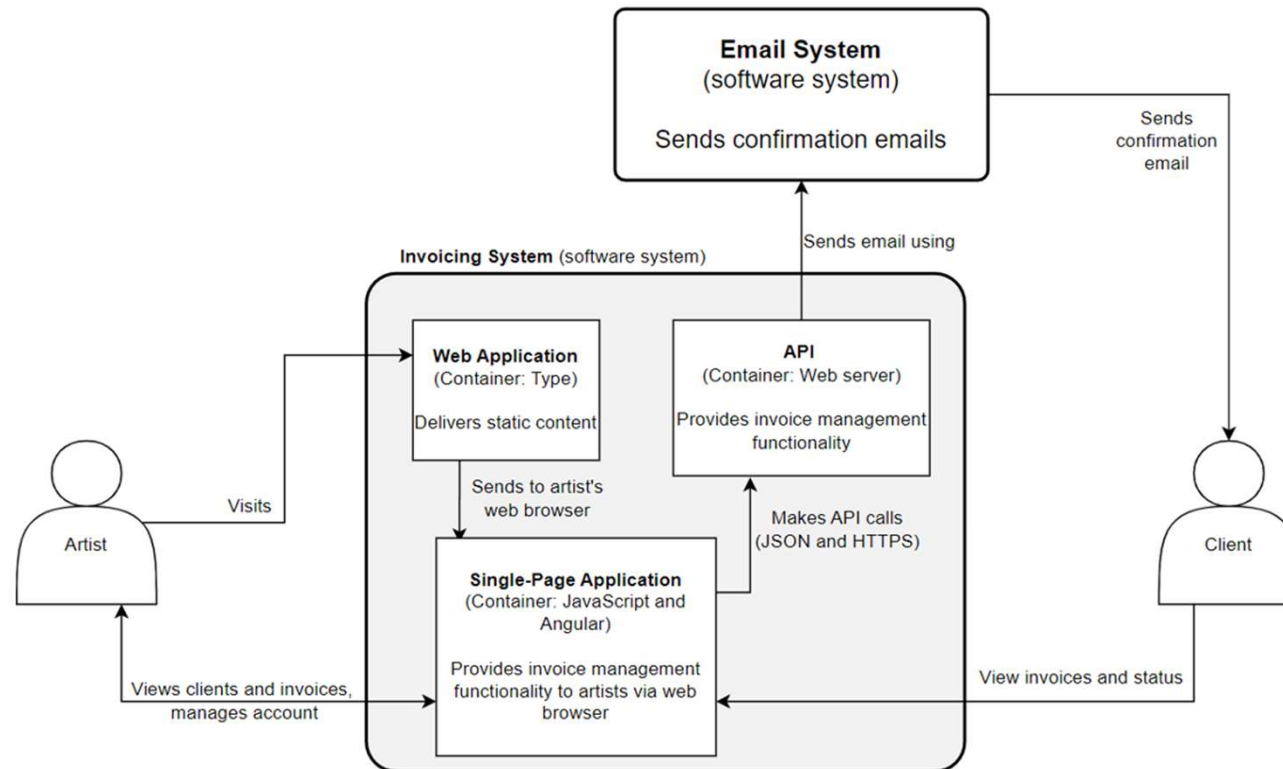 Email System
(software system)
Sends confirmation emails
Sends
confirmation
email
Sends email using
Invoicing System (software system)
Web Application
(Container: Type)
Delivers static content
API
(Container: Web server)
Provides invoice management
functionality
Visits
Artist
Sends to artist's
web browser
Makes API calls
(JSON and HTTPS)
Client
Single-Page Application
(Container: JavaScript and
Angular)
Provides invoice management
functionality to artists via web
browser
Views clients and invoices,
manages account
View invoices and status